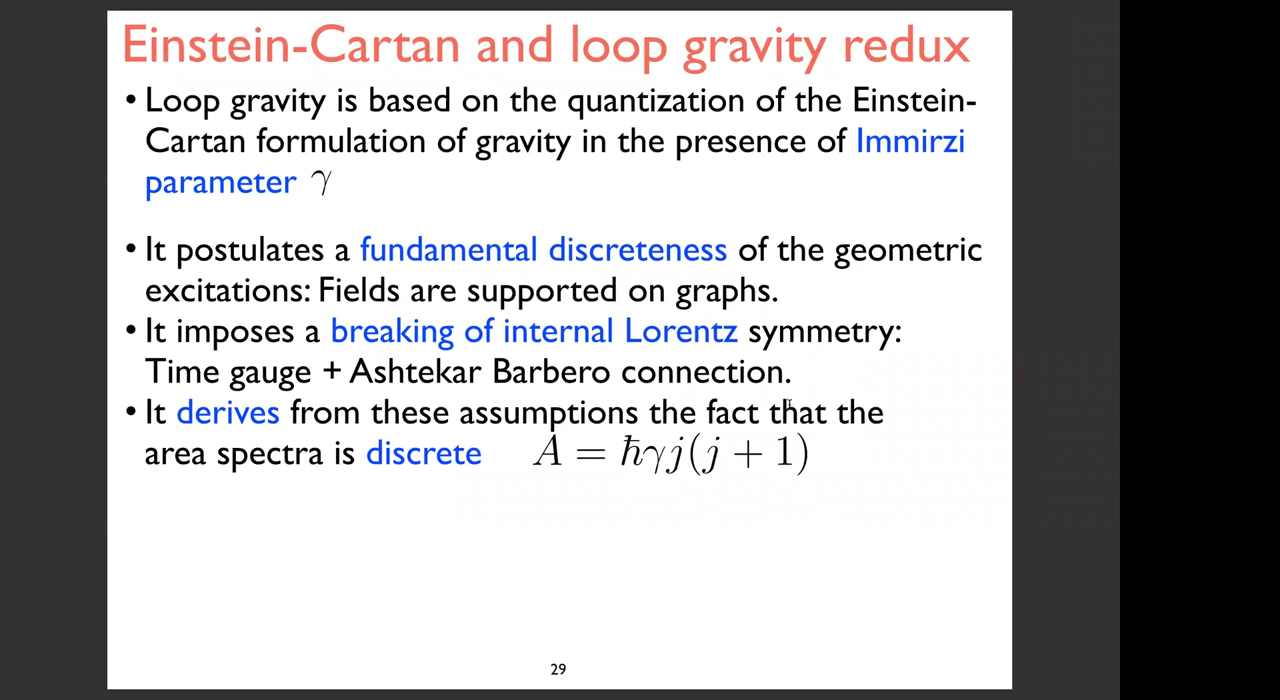 Einstein-Cartan and loop gravity redux
• Loop gravity is based on the quantization of the Einstein-
Cartan formulation of gravity in the presence of Immirzi
parameter γ
• It postulates a fundamental discreteness of the geometric
excitations: Fields are supported on graphs.
• It imposes a breaking of internal Lorentz symmetry:
Time gauge + Ashtekar Barbero connection.
• It derives from these assumptions the fact that the
area spectra is discrete A = ℏγj(j + 1)
29